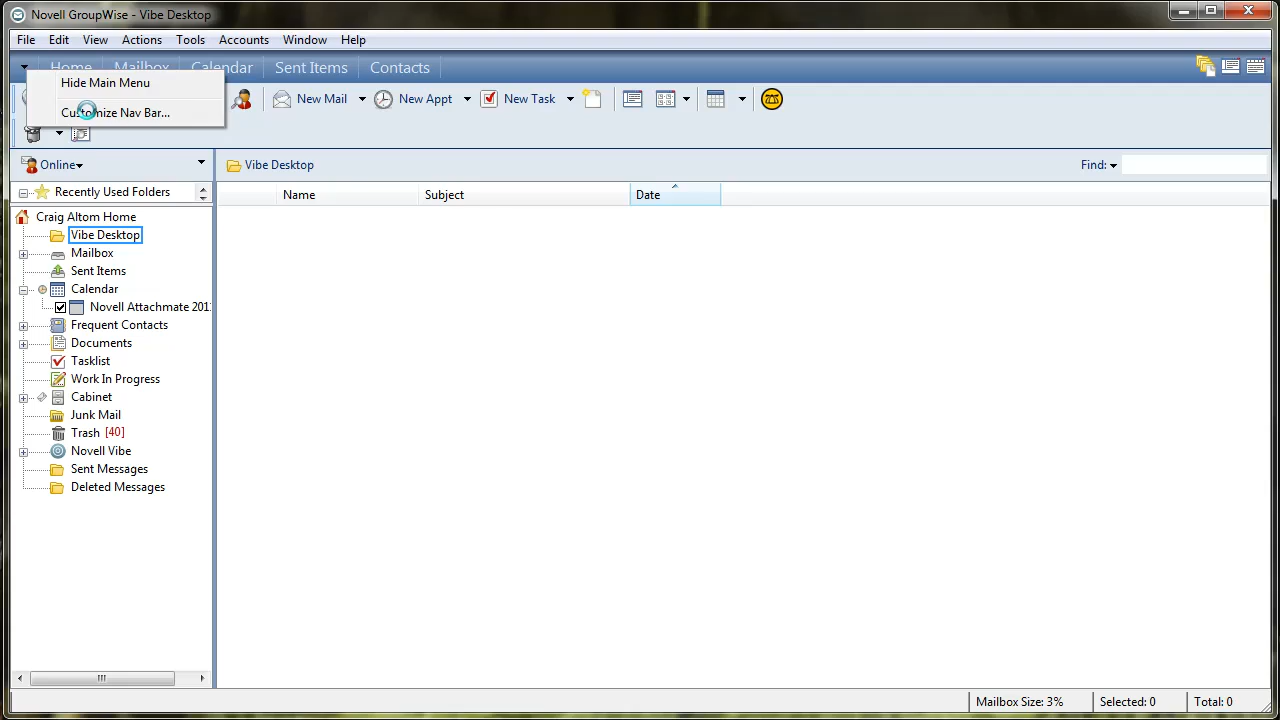 Novell GroupWise - Vibe Desktop
File Edit View Actions Tools Accounts Window Help
Home Mailbox Calendar Sent Items Contacts
Hide Main Menu
Customize Nav Bar...
New Mail New Appt New Task
Online
Vibe Desktop
Find:
Recently Used Folders
Name Subject Date
Craig Altom Home
Vibe Desktop
Mailbox
Sent Items
Calendar
Novell Attachmate 201
Frequent Contacts
Documents
Tasklist
Work In Progress
Cabinet
Junk Mail
Trash [40]
Novell Vibe
Sent Messages
Deleted Messages
Mailbox Size: 3% Selected: 0 Total: 0